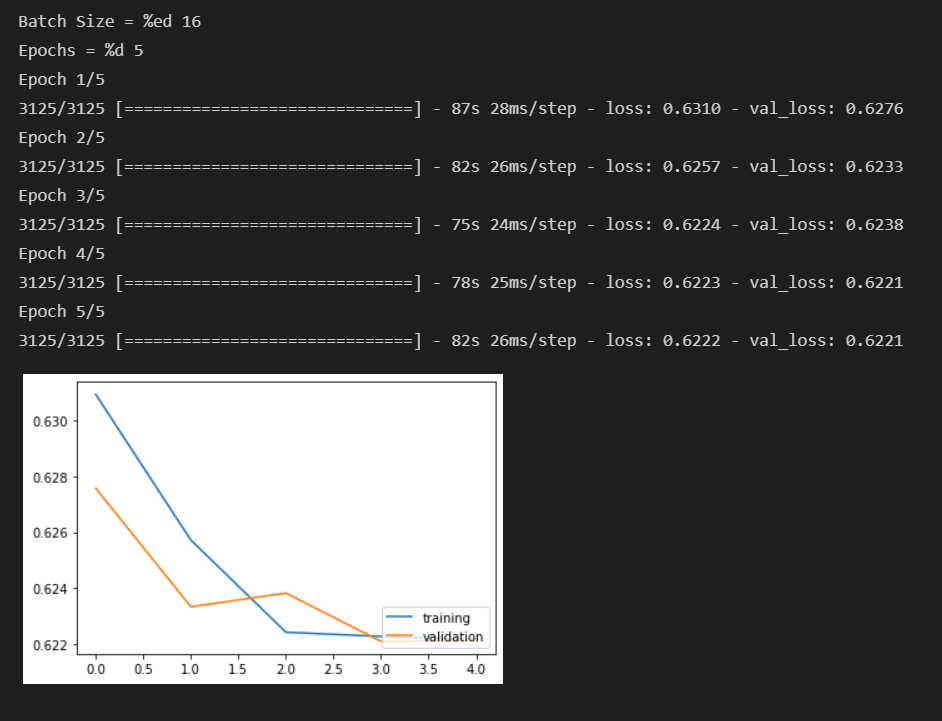 Batch Size = %ed 16
Epochs = %d 5
Epoch 1/5
3125/3125 [==============================] - 87s 28ms/step - loss: 0.6310 - val_loss: 0.6276
Epoch 2/5
3125/3125 [==============================] - 82s 26ms/step - loss: 0.6257 - val_loss: 0.6233
Epoch 3/5
3125/3125 [==============================] - 75s 24ms/step - loss: 0.6224 - val_loss: 0.6238
Epoch 4/5
3125/3125 [==============================] - 78s 25ms/step - loss: 0.6223 - val_loss: 0.6221
Epoch 5/5
3125/3125 [==============================] - 82s 26ms/step - loss: 0.6222 - val_loss: 0.6221
0.630
0.628
0.626
0.624
0.622
training
validation
0.0 0.5 1.0 1.5 2.0 2.5 3.0 3.5 4.0